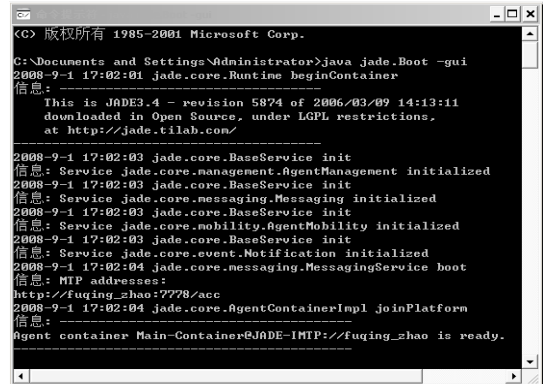 (C) 版权所有 1985-2001 Microsoft Corp.
C:\Documents and Settings\Administrator>java jade.Boot -gui
2008-9-1 17:02:01 jade.core.Runtime beginContainer
信息: ----------------------------------
This is JADE3.4 - revision 5874 of 2006/03/09 14:13:11
downloaded in Open Source, under LGPL restrictions,
at http://jade.tilab.com/
----------------------------------------
2008-9-1 17:02:03 jade.core.BaseService init
信息: Service jade.core.management.AgentManagement initialized
2008-9-1 17:02:03 jade.core.BaseService init
信息: Service jade.core.messaging.Messaging initialized
2008-9-1 17:02:03 jade.core.BaseService init
信息: Service jade.core.mobility.AgentMobility initialized
2008-9-1 17:02:03 jade.core.BaseService init
信息: Service jade.core.event.Notification initialized
2008-9-1 17:02:04 jade.core.messaging.MessagingService boot
信息: MTP addresses:
http://fuqing_zhao:7778/acc
2008-9-1 17:02:04 jade.core.AgentContainerImpl joinPlatform
信息: --------------------------------------
Agent container Main-Container@JADE-IMTP://fuqing_zhao is ready.
--------------------------------------------